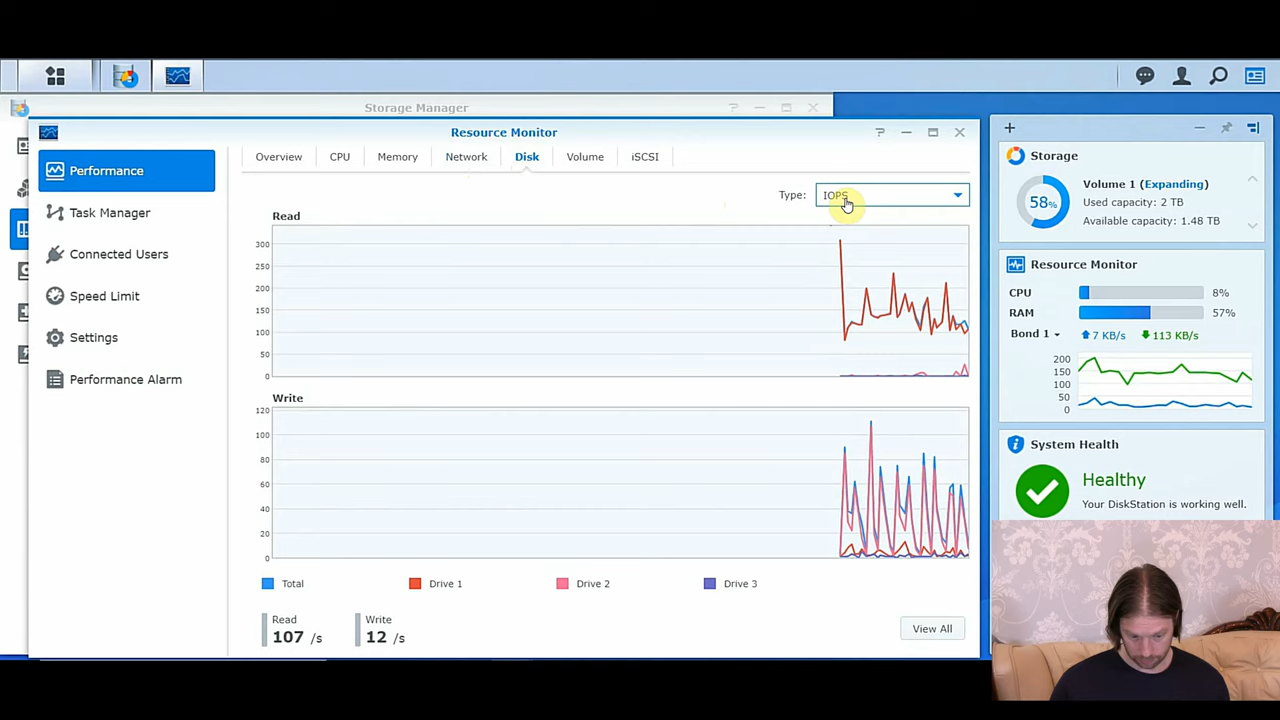 Storage Manager
Resource Monitor
Performance
Task Manager
Connected Users
Speed Limit
Settings
Performance Alarm
Overview CPU Memory Network Disk Volume iSCSI
Type: IOPS
Read
300
250
200
150
100
50
0
Write
120
100
80
60
40
20
0
Total Drive 1 Drive 2 Drive 3
Read
107 /s
Write
12 /s
View All
Storage
58%
Volume 1 (Expanding)
Used capacity: 2 TB
Available capacity: 1.48 TB
Resource Monitor
CPU 8%
RAM 57%
Bond 1 7 KB/s 113 KB/s
200
150
100
50
0
System Health
Healthy
Your DiskStation is working well.